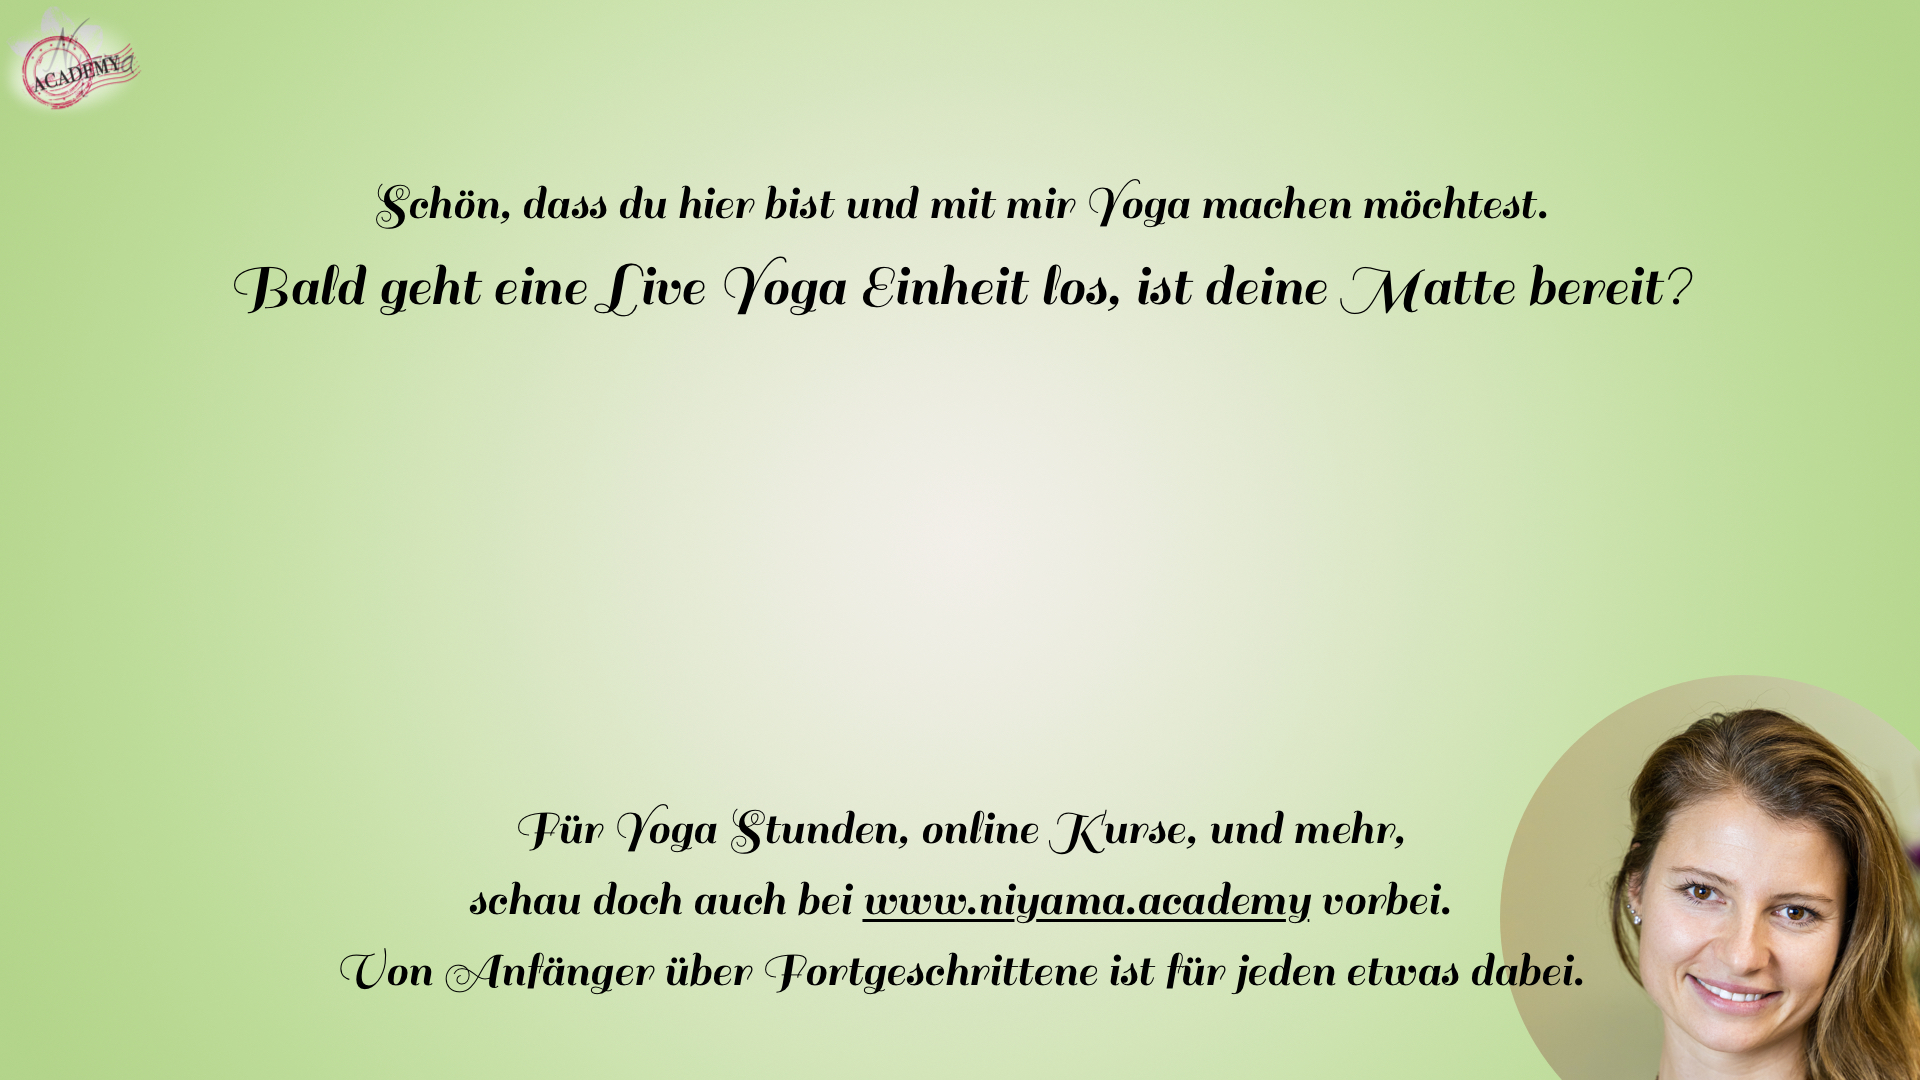 ACADEMY
Schön, dass du hier bist und mit mir Yoga machen möchtest.
Bald geht eine Live Yoga Einheit los, ist deine Matte bereit?
Für Yoga Stunden, online Kurse, und mehr,
schau doch auch bei www.niyama.academy vorbei.
Von Anfänger über Fortgeschrittene ist für jeden etwas dabei.